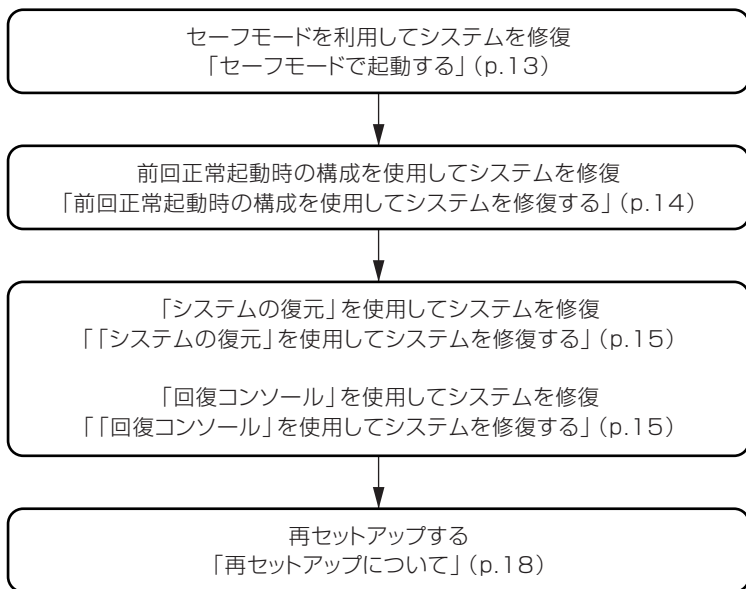 セーフモードを利用してシステムを修復
「セーフモードで起動する」(p.13)
前回正常起動時の構成を使用してシステムを修復
「前回正常起動時の構成を使用してシステムを修復する」(p.14)
「システムの復元」を使用してシステムを修復
「「システムの復元」を使用してシステムを修復する」(p.15)
「回復コンソール」を使用してシステムを修復
「「回復コンソール」を使用してシステムを修復する」(p.15)
再セットアップする
「再セットアップについて」(p.18)